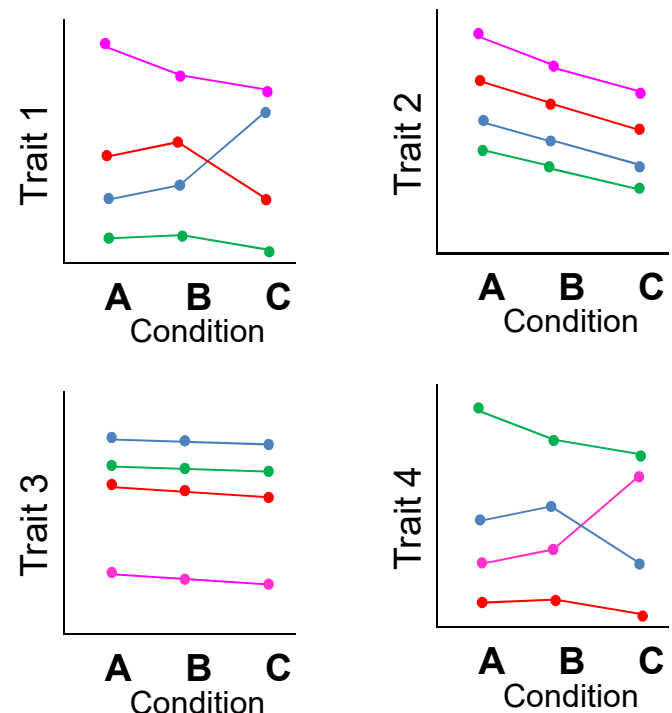 Trait 1
A B C
Condition
Trait 2
A B C
Condition
Trait 3
A B C
Condition
Trait 4
A B C
Condition